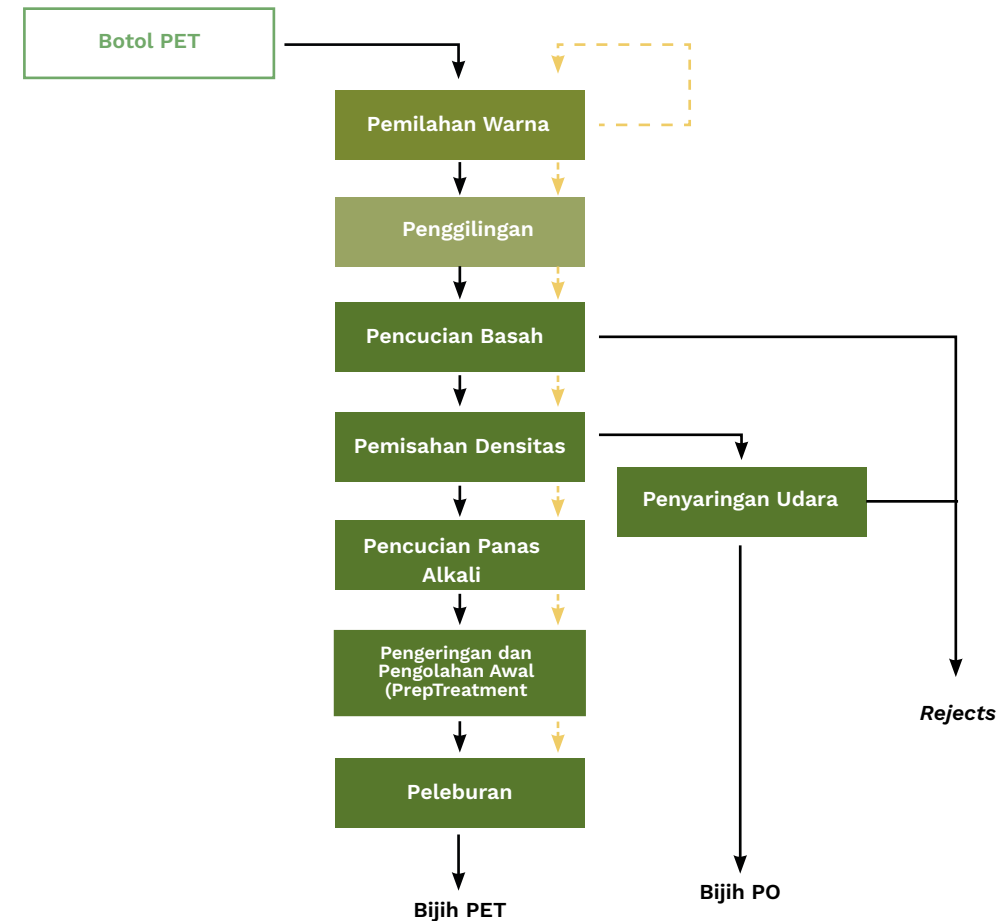 Botol PET
Pemilahan Warna
Penggilingan
Pencucian Basah
Pemisahan Densitas
Penyaringan Udara
Pencucian Panas
Alkali
Pengeringan dan
Pengolahan Awal
(PrepTreatment
Rejects
Peleburan
Bijih PO
Bijih PET